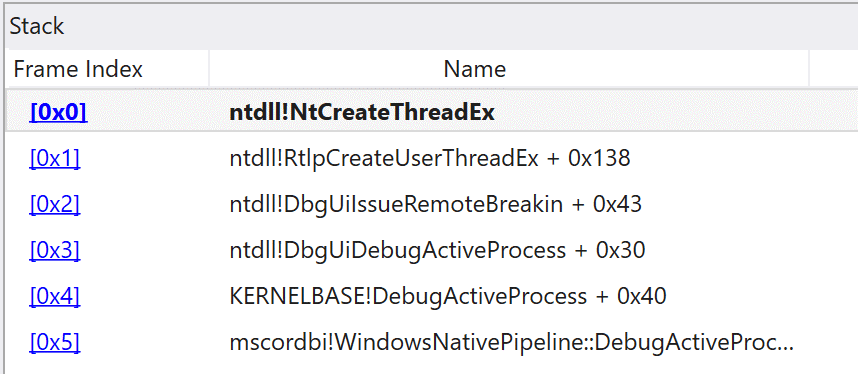 Stack
Frame Index Name
[0x0] ntdll!NtCreateThreadEx
[0x1] ntdll!RtlpCreateUserThreadEx + 0x138
[0x2] ntdll!DbgUiIssueRemoteBreakin + 0x43
[0x3] ntdll!DbgUiDebugActiveProcess + 0x30
[0x4] KERNELBASE!DebugActiveProcess + 0x40
[0x5] mscordbi!WindowsNativePipeline::DebugActiveProc...